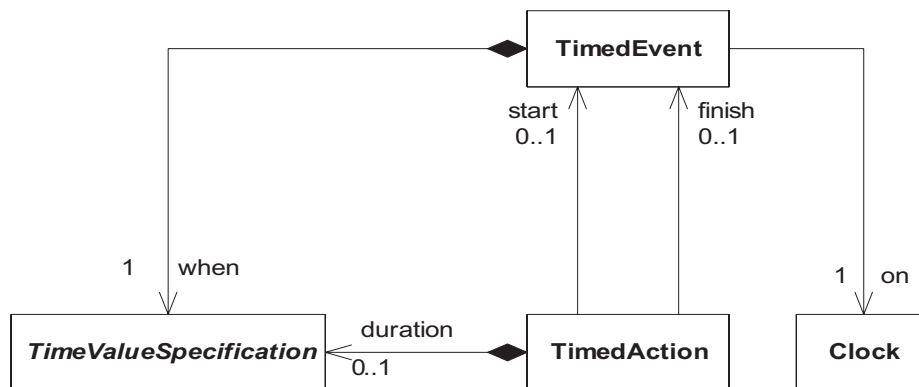 TimedEvent
start
0..1
finish
0..1
1 when
1 on
duration
0..1
TimeValueSpecification
TimedAction
Clock